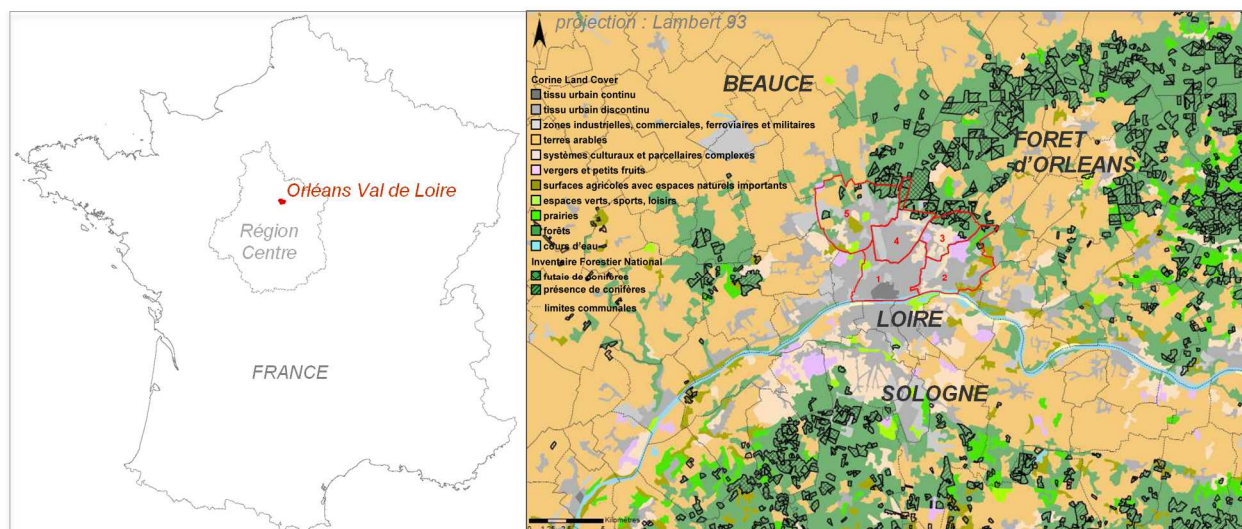 Orléans Val de Loire
Région
Centre
FRANCE
projection : Lambert 93
BEAUCE
Corine Land Cover
tissu urbain continu
tissu urbain discontinu
zones industrielles, commerciales, ferroviaires et militaires
terres arables
systèmes culturaux et parcellaires complexes
vergers et petits fruits
surfaces agricoles avec espaces naturels importants
espaces verts, sports, loisirs
prairies
forêts
cours d'eau
Inventaire Forestier National
futaie de conifères
présence de conifères
limites communales
FORET
d'ORLEANS
5
4
3
1
2
LOIRE
SOLOGNE
Kilomètres